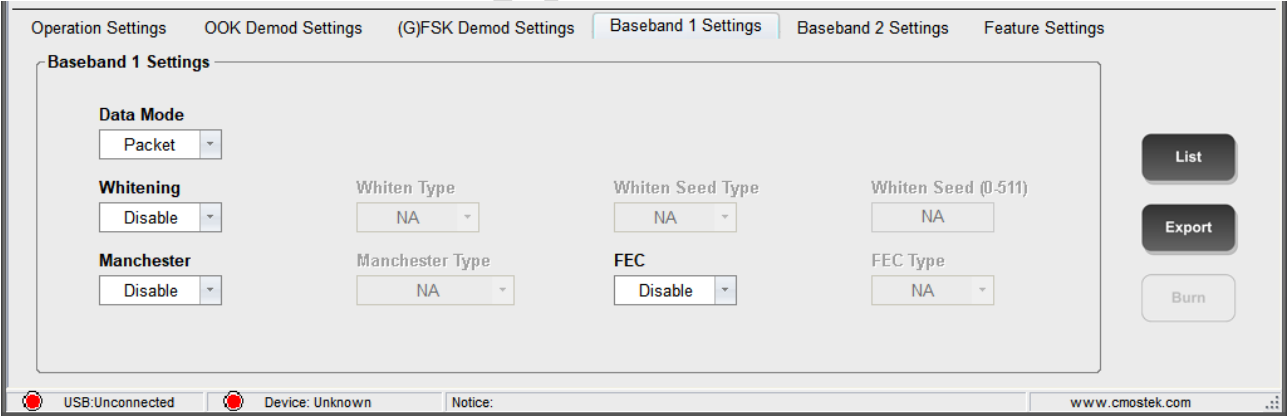 Operation Settings OOK Demod Settings (G)FSK Demod Settings Baseband 1 Settings Baseband 2 Settings Feature Settings
Baseband 1 Settings
Data Mode
Packet
List
Whitening Whiten Type Whiten Seed Type Whiten Seed (0-511)
Disable NA NA NA
Export
Manchester Manchester Type FEC FEC Type
Disable NA Disable NA
Burn
USB:Unconnected Device: Unknown Notice: www.cmostek.com